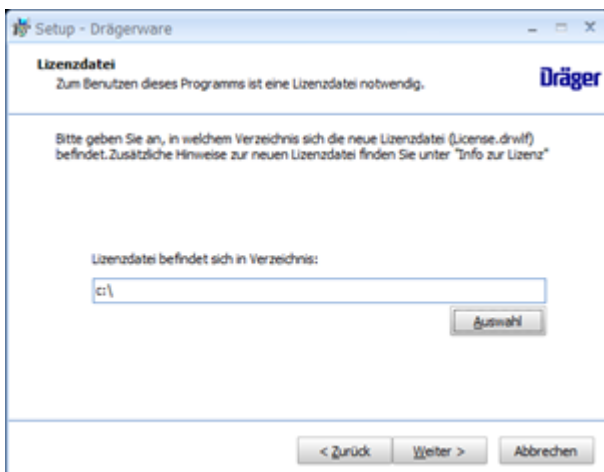 Setup - Drägerware
Lizenzdatei
Zum Benutzen dieses Programms ist eine Lizenzdatei notwendig.
Dräger
Bitte geben Sie an, in welchem Verzeichnis sich die neue Lizenzdatei (License.drwlf)
befindet.Zusätzliche Hinweise zur neuen Lizenzdatei finden Sie unter "Info zur Lizenz"
Lizenzdatei befindet sich in Verzeichnis:
c:\
Auswahl
< Zurück Weiter > Abbrechen